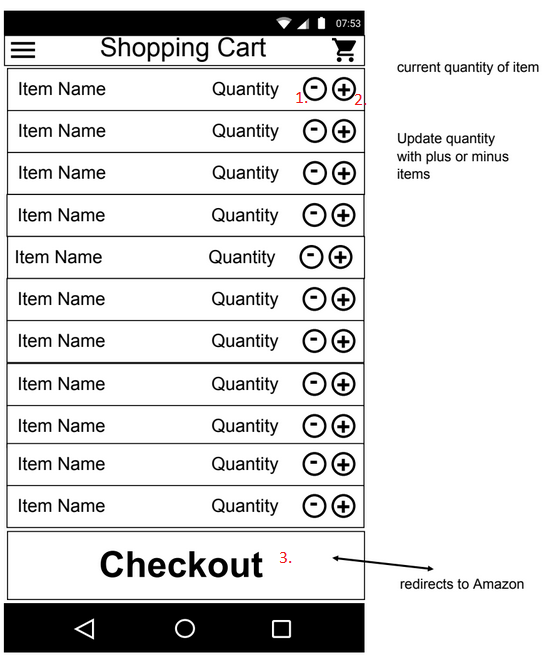 07:53
Shopping Cart
current quantity of item
Item Name Quantity 1. - + 2.
Item Name Quantity - +
Update quantity
with plus or minus
items
Item Name Quantity - +
Item Name Quantity - +
Item Name Quantity - +
Item Name Quantity - +
Item Name Quantity - +
Item Name Quantity - +
Item Name Quantity - +
Item Name Quantity - +
Item Name Quantity - +
Checkout 3.
redirects to Amazon